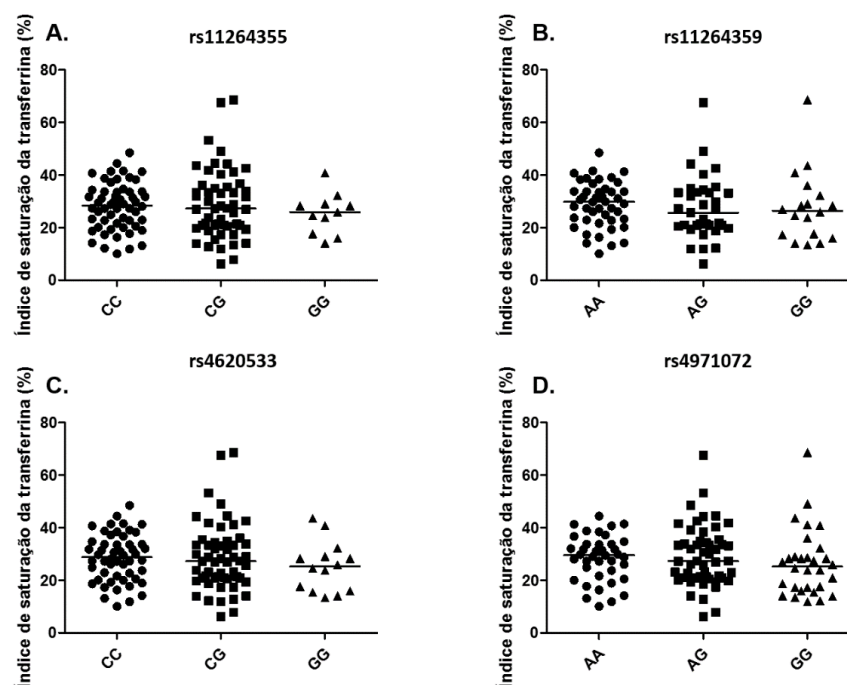 A.
rs11264355
Índice de saturação da transferrina (%)
80
60
40
20
0
CC
CG
GG
B.
rs11264359
Índice de saturação da transferrina (%)
80
60
40
20
0
AA
AG
GG
C.
rs4620533
Índice de saturação da transferrina (%)
80
60
40
20
0
CC
CG
GG
D.
rs4971072
Índice de saturação da transferrina (%)
80
60
40
20
0
AA
AG
GG